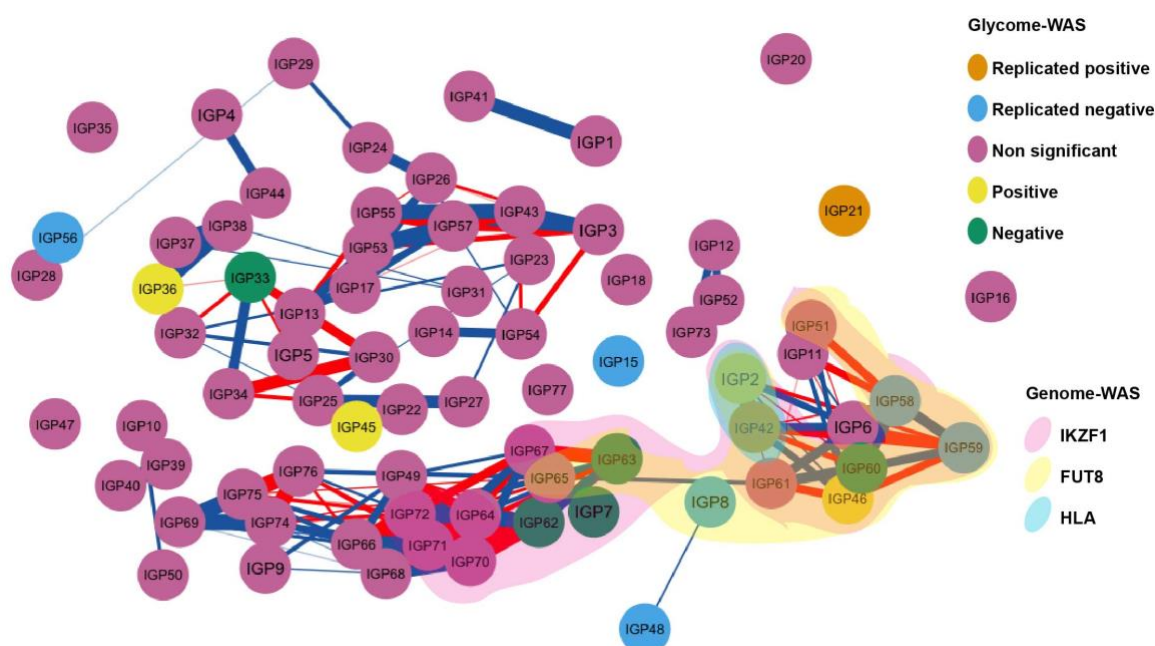 Glycome-WAS
Replicated positive
Replicated negative
Non significant
Positive
Negative
Genome-WAS
IKZF1
FUT8
HLA
IGP29
IGP20
IGP41
IGP4
IGP35
IGP1
IGP24
IGP26
IGP44
IGP55
IGP43
IGP21
IGP38
IGP57
IGP3
IGP56
IGP37
IGP53
IGP12
IGP23
IGP28
IGP33
IGP18
IGP36
IGP17
IGP31
IGP52
IGP16
IGP13
IGP32
IGP14
IGP54
IGP73
IGP51
IGP5
IGP30
IGP11
IGP15
IGP2
IGP34
IGP77
IGP25
IGP22
IGP27
IGP58
IGP47
IGP10
IGP45
IGP42
IGP6
IGP59
IGP67
IGP63
IGP39
IGP76
IGP49
IGP65
IGP60
IGP40
IGP75
IGP61
IGP46
IGP8
IGP72
IGP64
IGP7
IGP69
IGP74
IGP62
IGP66
IGP71
IGP70
IGP50
IGP9
IGP68
IGP48